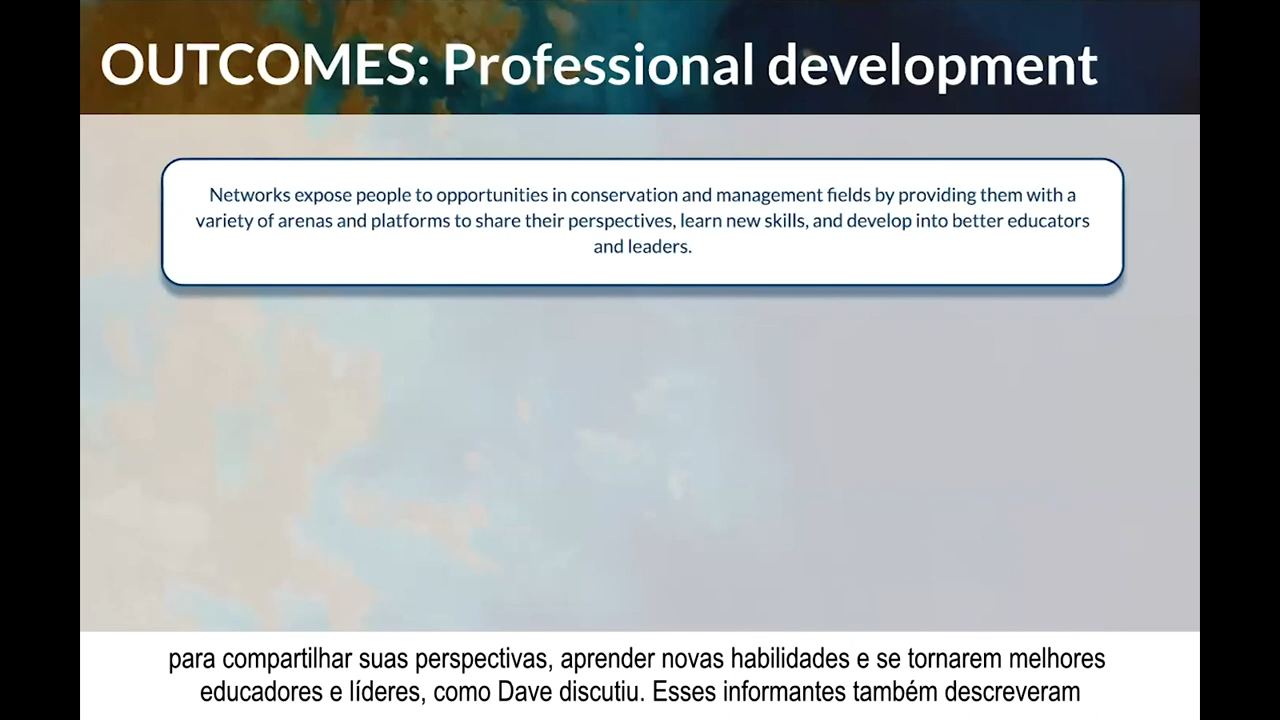 OUTCOMES: Professional development
Networks expose people to opportunities in conservation and management fields by providing them with a
variety of arenas and platforms to share their perspectives, learn new skills, and develop into better educators
and leaders.
para compartilhar suas perspectivas, aprender novas habilidades e se tornarem melhores
educadores e líderes, como Dave discutiu. Esses informantes também descreveram